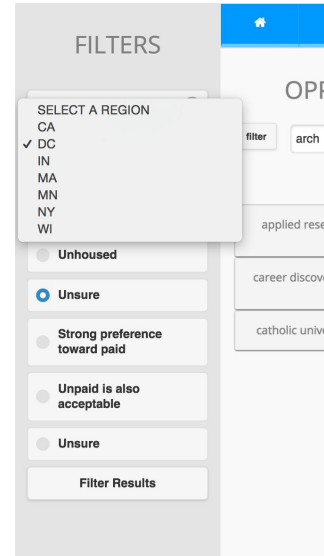 FILTERS
SELECT A REGION
CA
✓ DC
IN
MA
MN
NY
WI
Unhoused
Unsure
Strong preference
toward paid
Unpaid is also
acceptable
Unsure
Filter Results
OPP
filter
arch
applied rese
career discove
catholic unive